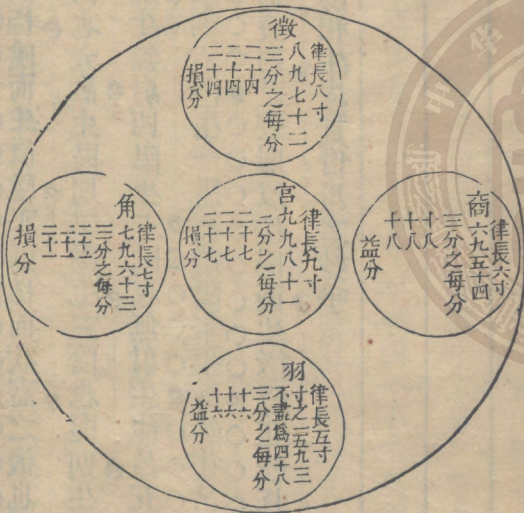 徵
律長八寸
八九七十二
三分之每分
二十四
二十四
二十四
損分
商
律長六寸
六九五十四
三分之每分
十八
十八
十八
益分
宮
律長九寸
九九八十一
三分之每分
二十七
二十七
二十七
損分
角
律長七寸
七九六十三
三分之每分
二十一
二十一
二十一
損分
羽
律長五寸
寸之二五九三
不盡爲四十八
三分之每分
十六
十六
十六
益分
中